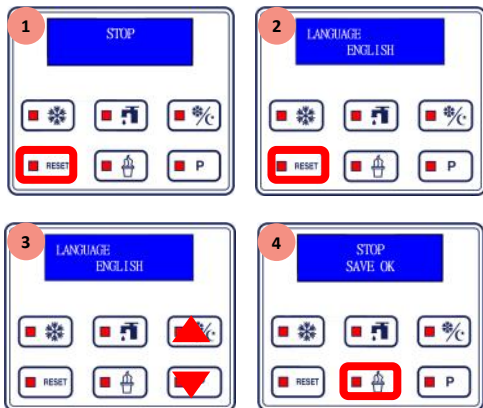 1
STOP
RESET
P
2
LANGUAGE
ENGLISH
RESET
P
3
LANGUAGE
ENGLISH
RESET
4
STOP
SAVE OK
RESET
P